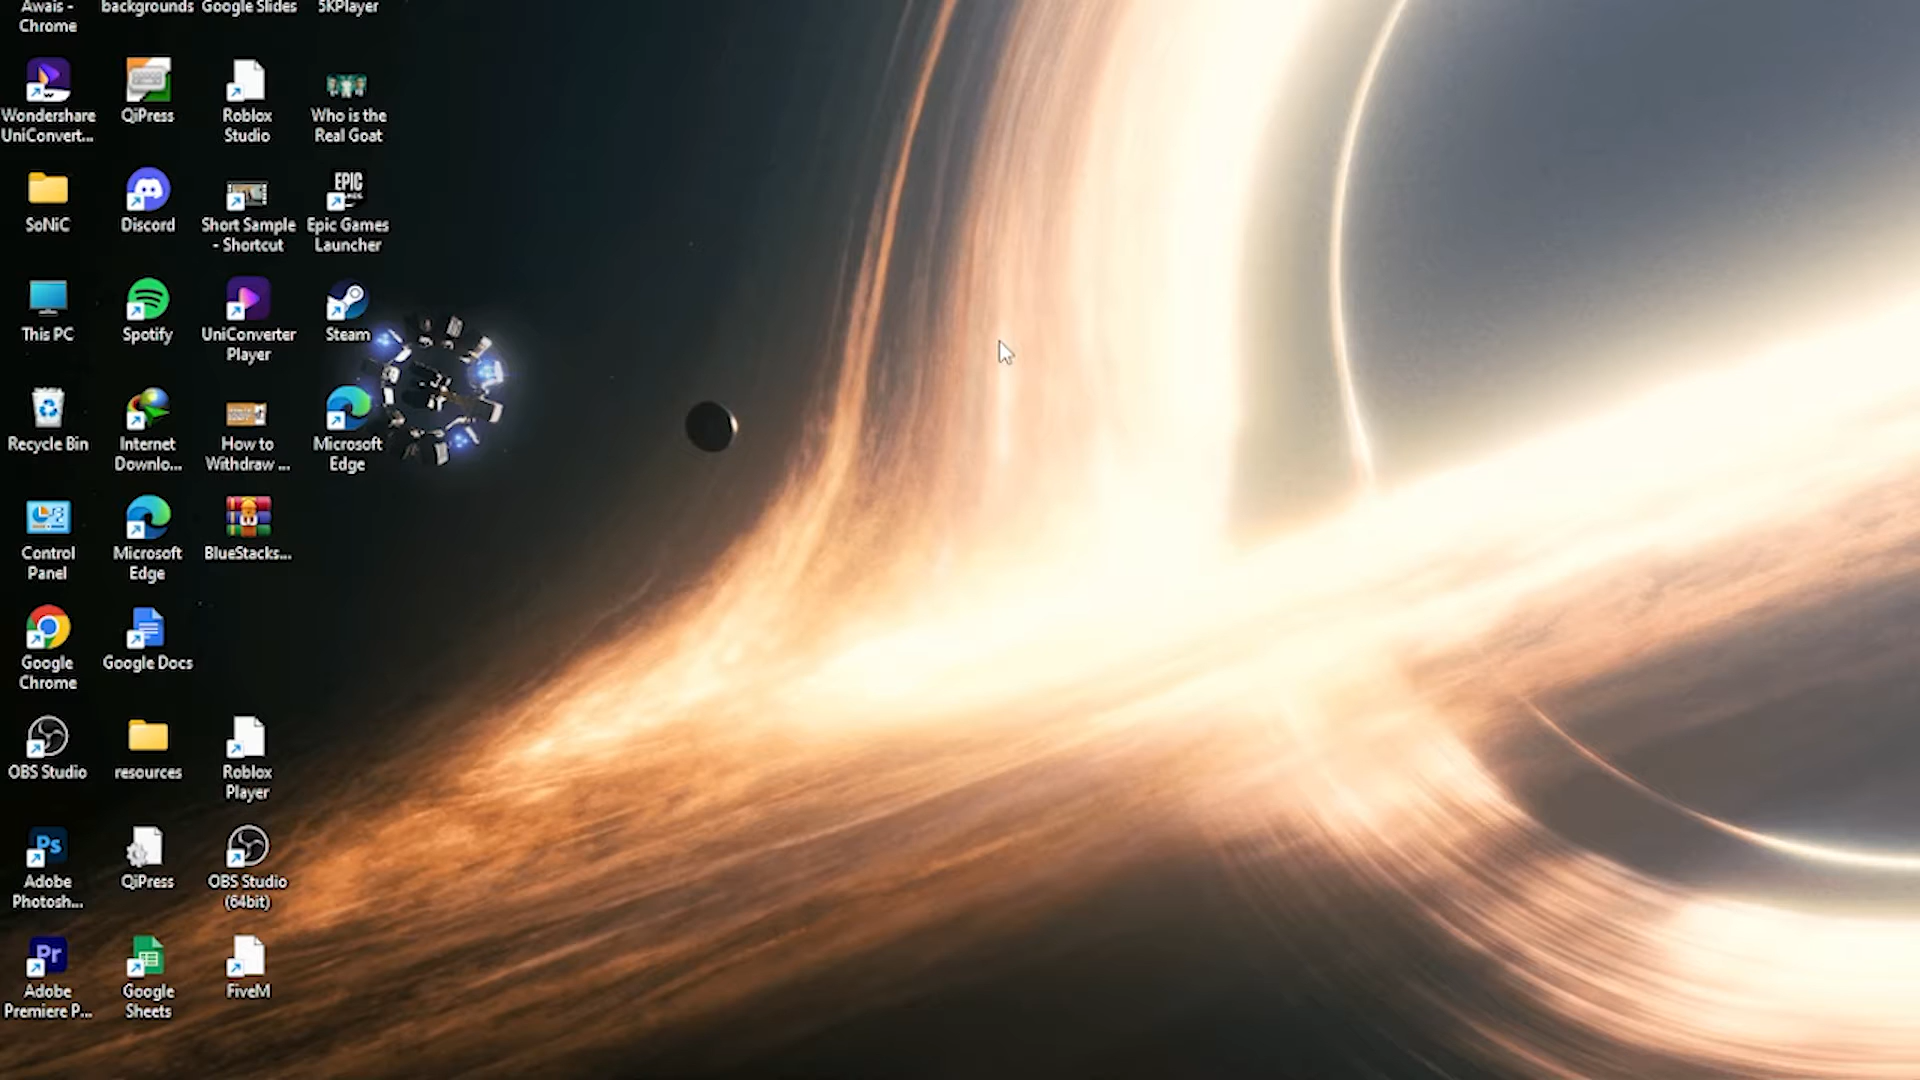 Awais -
Chrome
backgrounds
Google Slides
5KPlayer
Wondershare
UniConvert...
QiPress
Roblox
Studio
Who is the
Real Goat
SoNiC
Discord
Short Sample
- Shortcut
EPIC
Epic Games
Launcher
This PC
Spotify
UniConverter
Player
Steam
Recycle Bin
Internet
Downlo...
How to
Withdraw ...
Microsoft
Edge
Control
Panel
Microsoft
Edge
BlueStacks...
Google
Chrome
Google Docs
OBS Studio
resources
Roblox
Player
Ps
Adobe
Photosh...
QiPress
OBS Studio
(64bit)
Pr
Adobe
Premiere P...
Google
Sheets
FiveM